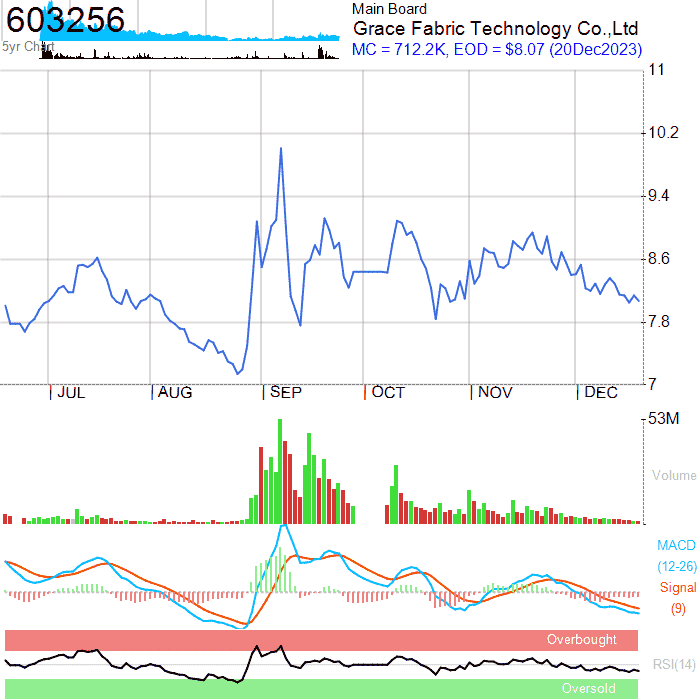 603256
5yr Chart
Main Board
Grace Fabric Technology Co.,Ltd
MC = 712.2K, EOD = $8.07 (20Dec2023)
11
10.2
9.4
8.6
7.8
7
JUL AUG SEP OCT NOV DEC
53M
Volume
MACD
(12-26)
Signal
(9)
Overbought
RSI(14)
Oversold